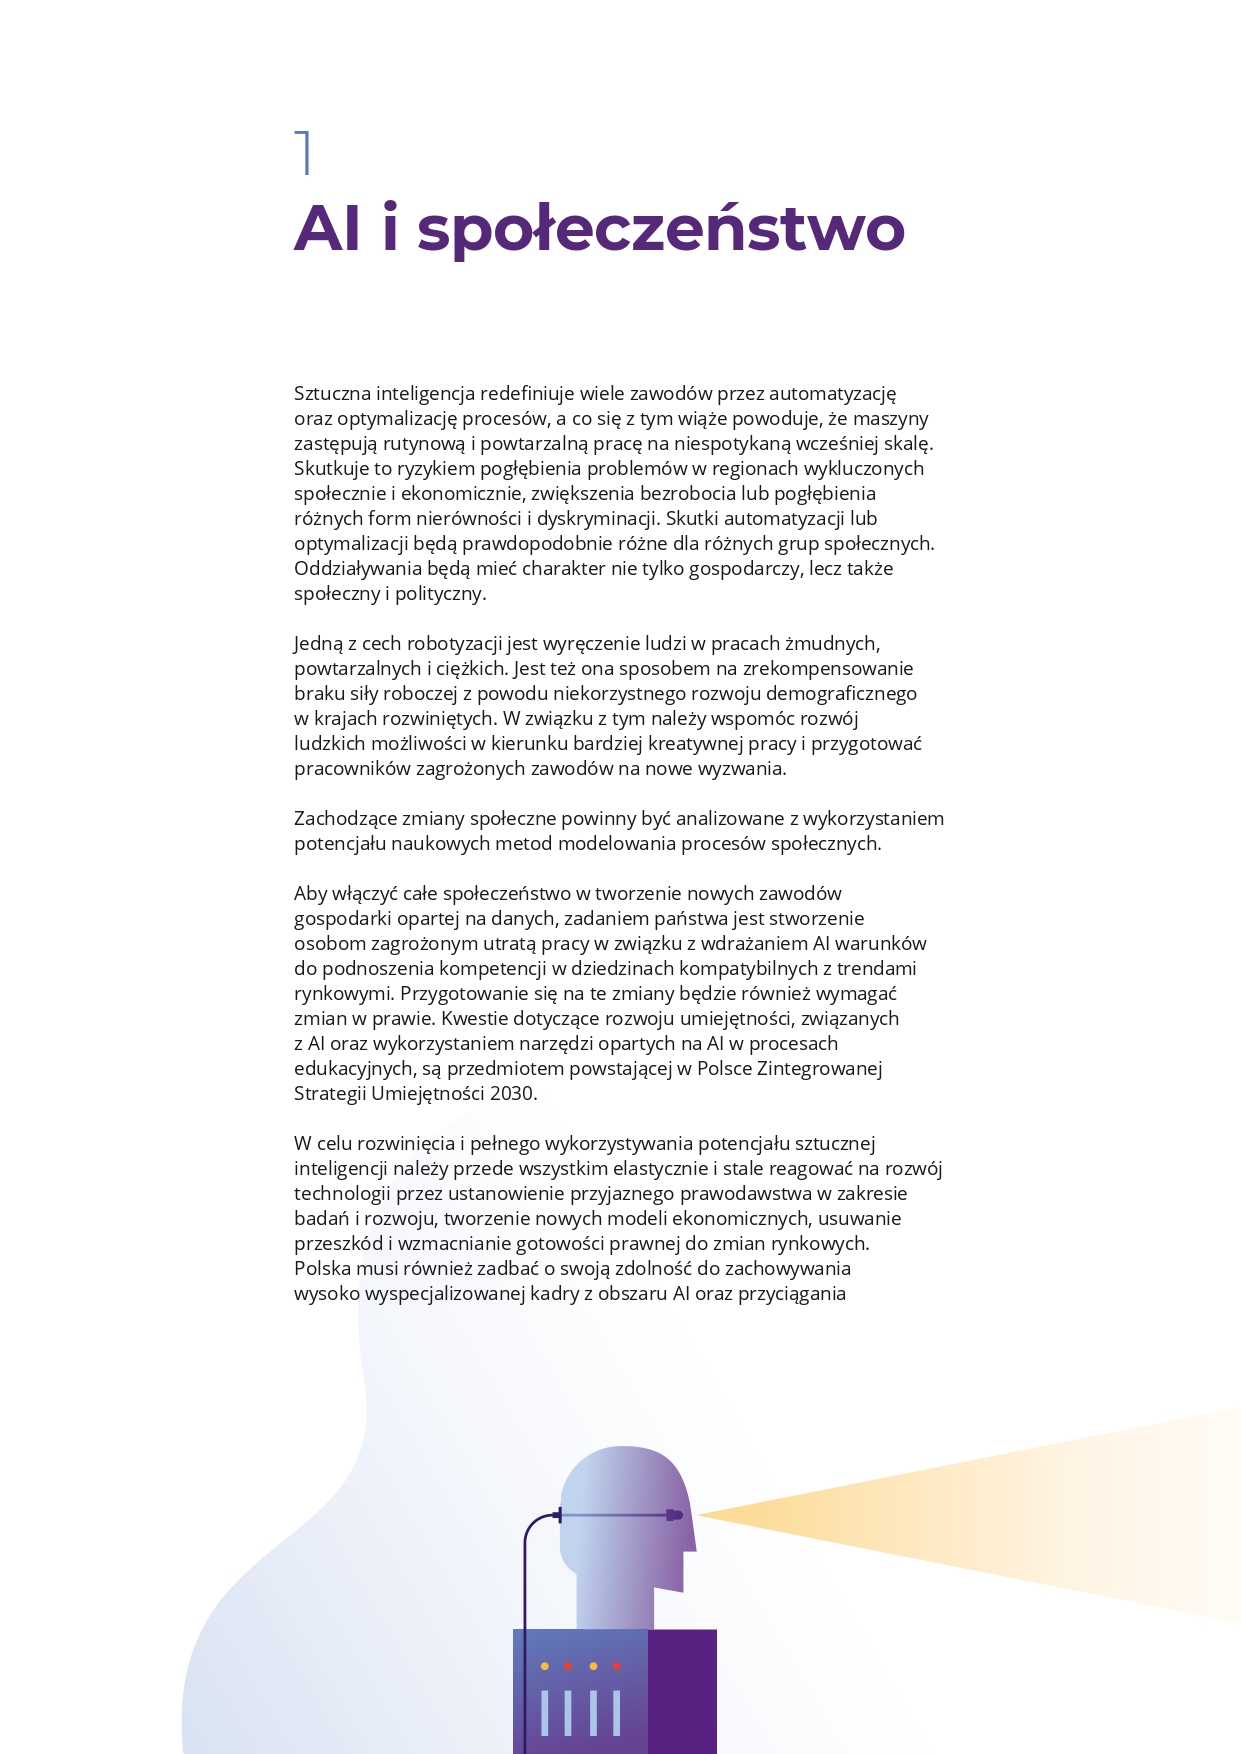 1
AI i społeczeństwo
Sztuczna inteligencja redefiniuje wiele zawodów przez automatyzację
oraz optymalizację procesów, a co się z tym wiąże powoduje, że maszyny
zastępują rutynową i powtarzalną pracę na niespotykaną wcześniej skalę.
Skutkuje to ryzykiem pogłębienia problemów w regionach wykluczonych
społecznie i ekonomicznie, zwiększenia bezrobocia lub pogłębienia
różnych form nierówności i dyskryminacji. Skutki automatyzacji lub
optymalizacji będą prawdopodobnie różne dla różnych grup społecznych.
Oddziaływania będą mieć charakter nie tylko gospodarczy, lecz także
społeczny i polityczny.
Jedną z cech robotyzacji jest wyręczenie ludzi w pracach żmudnych,
powtarzalnych i ciężkich. Jest też ona sposobem na zrekompensowanie
braku siły roboczej z powodu niekorzystnego rozwoju demograficznego
w krajach rozwiniętych. W związku z tym należy wspomóc rozwój
ludzkich możliwości w kierunku bardziej kreatywnej pracy i przygotować
pracowników zagrożonych zawodów na nowe wyzwania.
Zachodzące zmiany społeczne powinny być analizowane z wykorzystaniem
potencjału naukowych metod modelowania procesów społecznych.
Aby włączyć całe społeczeństwo w tworzenie nowych zawodów
gospodarki opartej na danych, zadaniem państwa jest stworzenie
osobom zagrożonym utratą pracy w związku z wdrażaniem AI warunków
do podnoszenia kompetencji w dziedzinach kompatybilnych z trendami
rynkowymi. Przygotowanie się na te zmiany będzie również wymagać
zmian w prawie. Kwestie dotyczące rozwoju umiejętności, związanych
z AI oraz wykorzystaniem narzędzi opartych na AI w procesach
edukacyjnych, są przedmiotem powstającej w Polsce Zintegrowanej
Strategii Umiejętności 2030.
W celu rozwinięcia i pełnego wykorzystywania potencjału sztucznej
inteligencji należy przede wszystkim elastycznie i stale reagować na rozwój
technologii przez ustanowienie przyjaznego prawodawstwa w zakresie
badań i rozwoju, tworzenie nowych modeli ekonomicznych, usuwanie
przeszkód i wzmacnianie gotowości prawnej do zmian rynkowych.
Polska musi również zadbać o swoją zdolność do zachowywania
wysoko wyspecjalizowanej kadry z obszaru AI oraz przyciągania